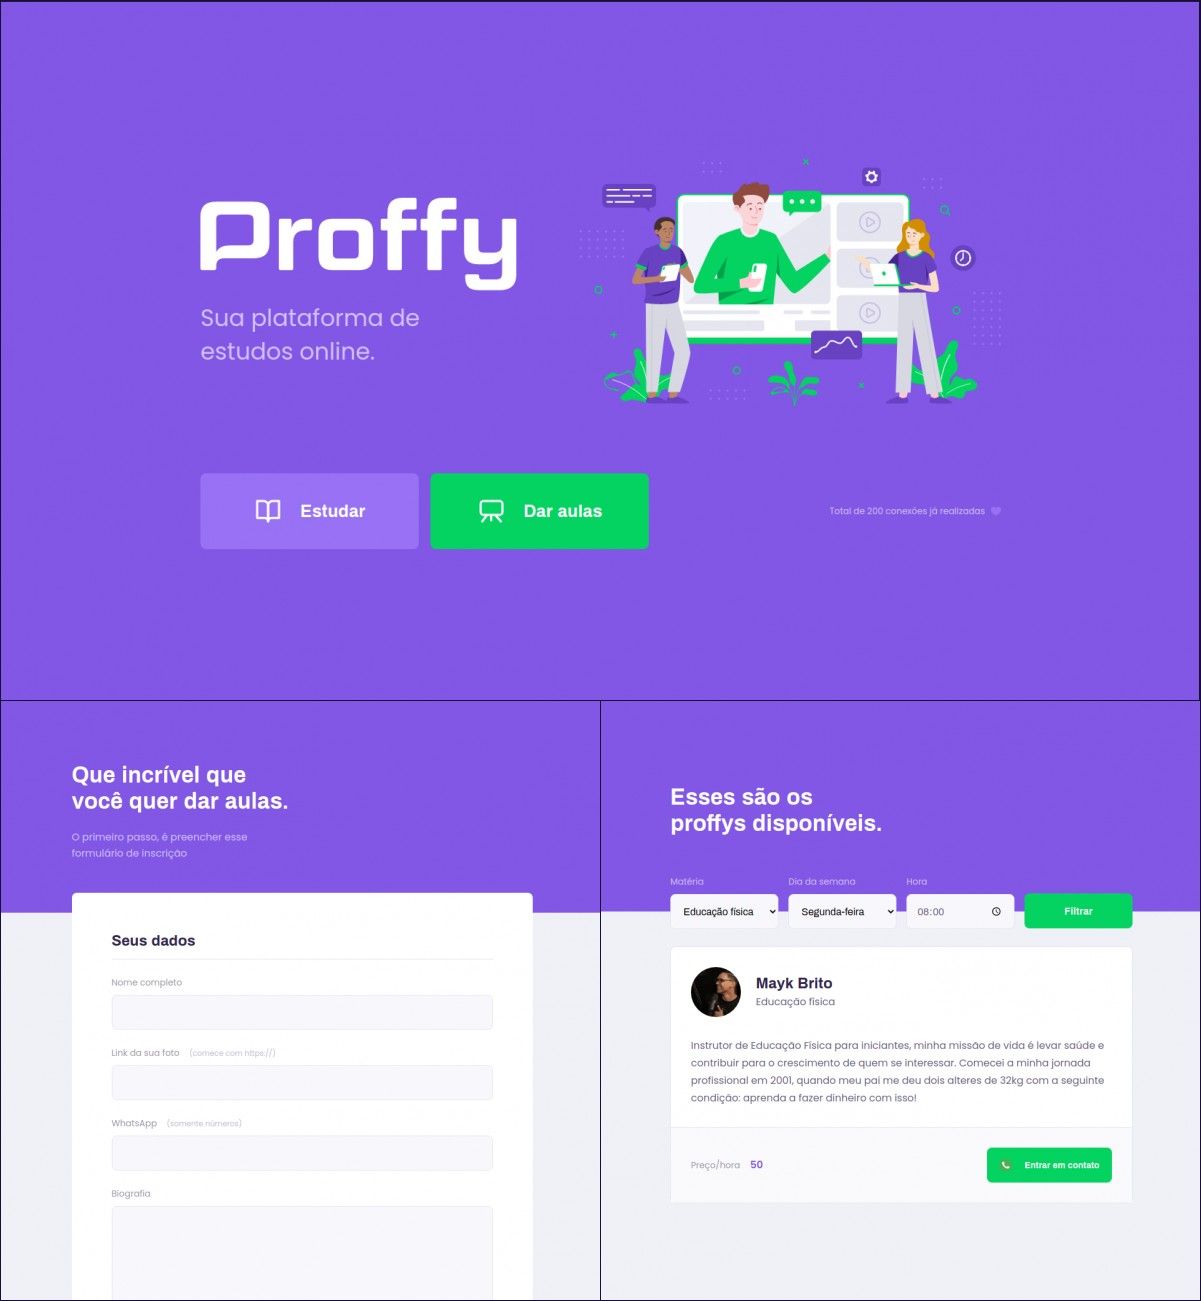 Proffy
Sua plataforma de
estudos online.
Estudar
Dar aulas
Total de 200 conexões já realizadas
Que incrível que
você quer dar aulas.
O primeiro passo, é preencher esse
formulário de inscrição
Seus dados
Nome completo
Link da sua foto (comece com https://)
WhatsApp (somente números)
Biografia
Esses são os
proffys disponíveis.
Matéria Dia da semana Hora
Educação física Segunda-feira 08:00 Filtrar
Mayk Brito
Educação física
Instrutor de Educação Física para iniciantes, minha missão de vida é levar saúde e
contribuir para o crescimento de quem se interessar. Comecei a minha jornada
profissional em 2001, quando meu pai me deu dois alteres de 32kg com a seguinte
condição: aprenda a fazer dinheiro com isso!
Preço/hora 50 Entrar em contato